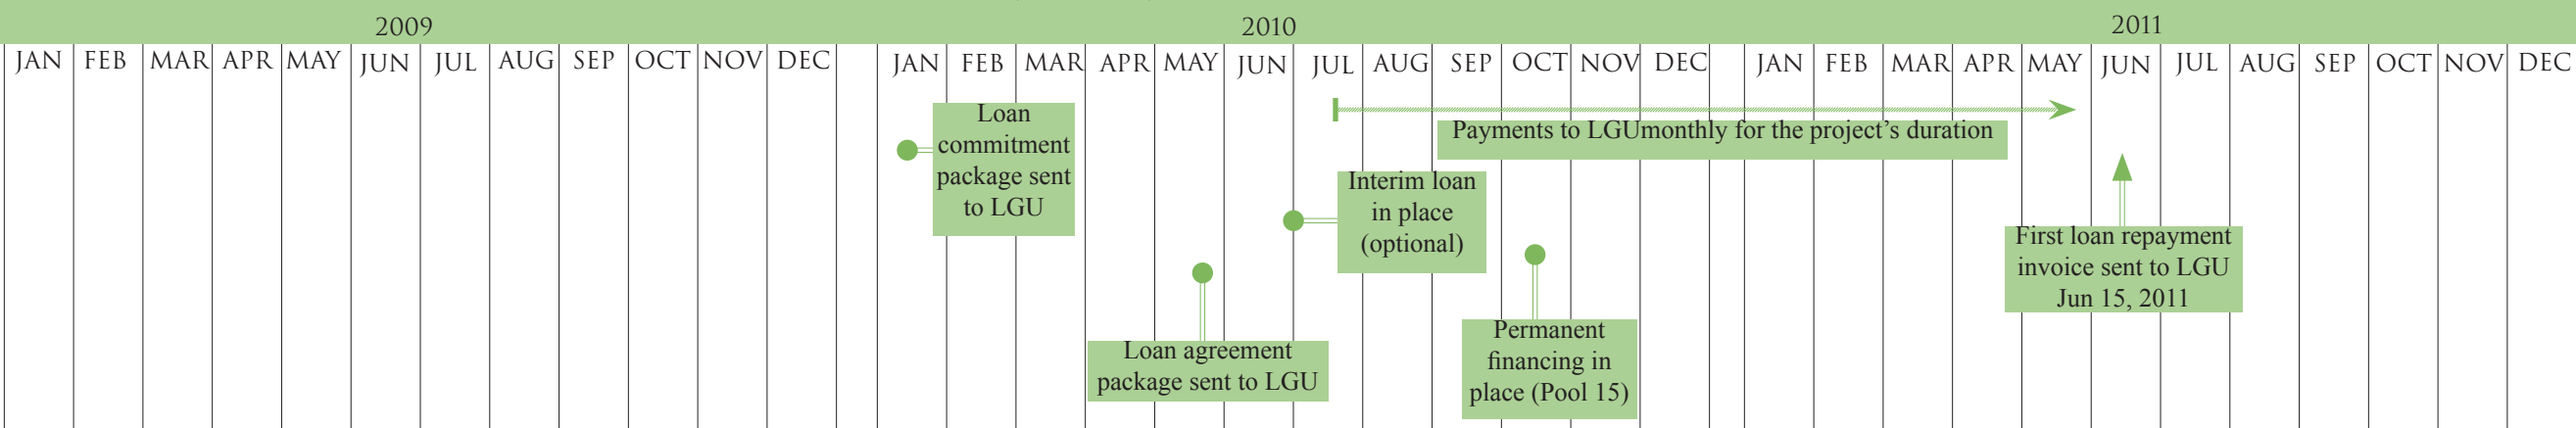 2009
2010
2011
JAN FEB MAR APR MAY JUN JUL AUG SEP OCT NOV DEC JAN FEB MAR APR MAY JUN JUL AUG SEP OCT NOV DEC JAN FEB MAR APR MAY JUN JUL AUG SEP OCT NOV DEC
Loan
commitment
package sent
to LGU
Payments to LGUmonthly for the project’s duration
Interim loan
in place
(optional)
First loan repayment
invoice sent to LGU
Jun 15, 2011
Permanent
financing in
place (Pool 15)
Loan agreement
package sent to LGU